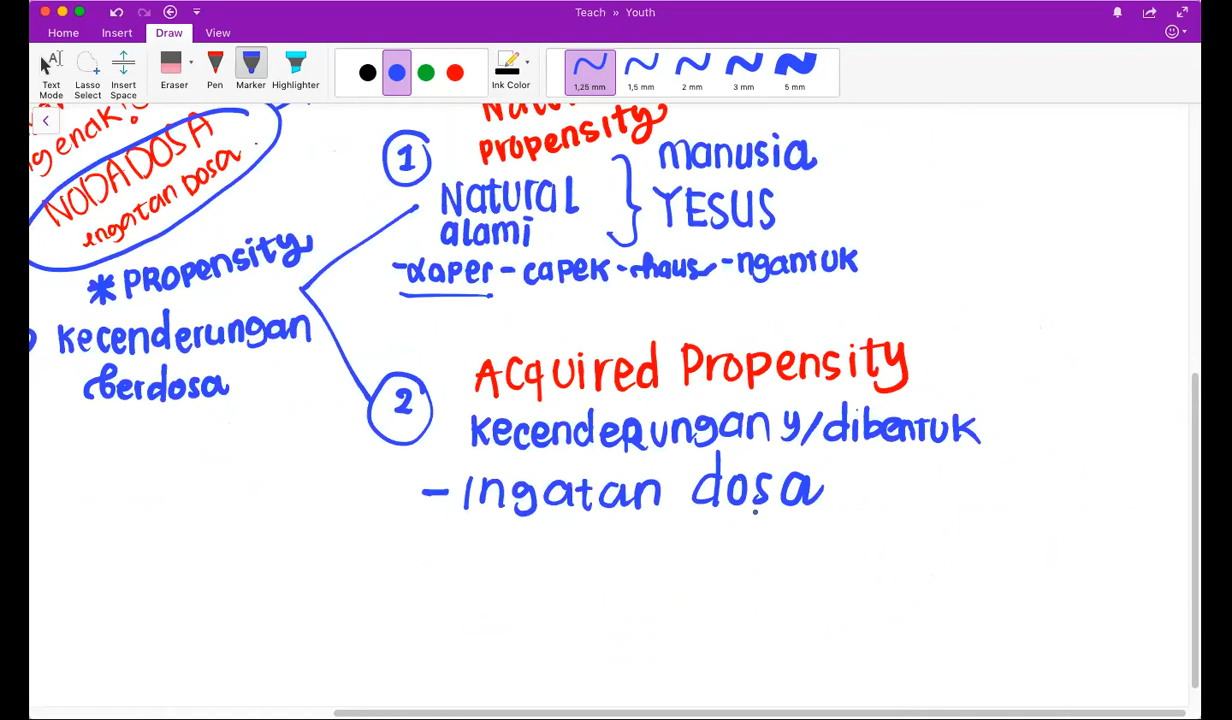 Teach » Youth
Home Insert Draw View
Text Mode
Lasso Select
Insert Space
Eraser
Pen
Marker
Highlighter
Ink Color
1,25 mm
1,5 mm
2 mm
3 mm
5 mm
NODA DOSA
ingatan dosa
* PROPENSITY
Kecenderungan
berdosa
1
propensity
Natural
alami
manusia
YESUS
- Laper - capek - haus - ngantuk
2
Acquired Propensity
Kecenderungan y/dibentuk
- Ingatan dosa